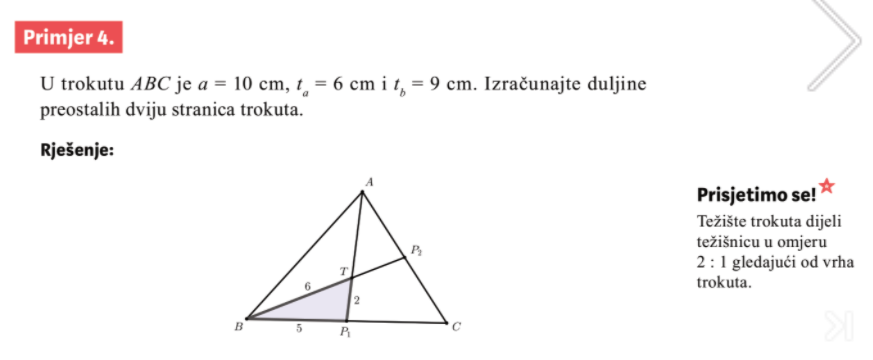 Primjer 4.
U trokutu ABC je a = 10 cm, tₐ = 6 cm i t_b = 9 cm. Izračunajte duljine
preostalih dviju stranica trokuta.
Rješenje:
A
P₂
T
6
2
B
5
P₁
C
Prisjetimo se!
Težište trokuta dijeli
težišnicu u omjeru
2 : 1 gledajući od vrha
trokuta.